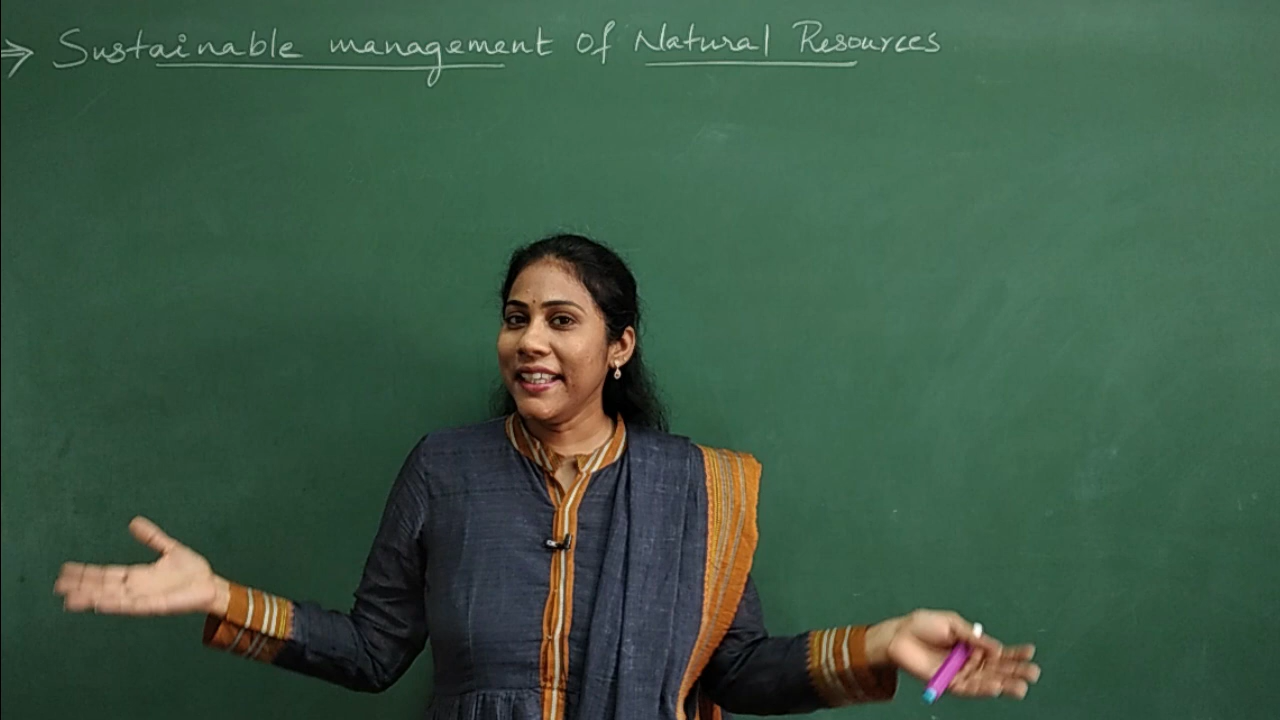 ⇒ Sustainable management of Natural Resources